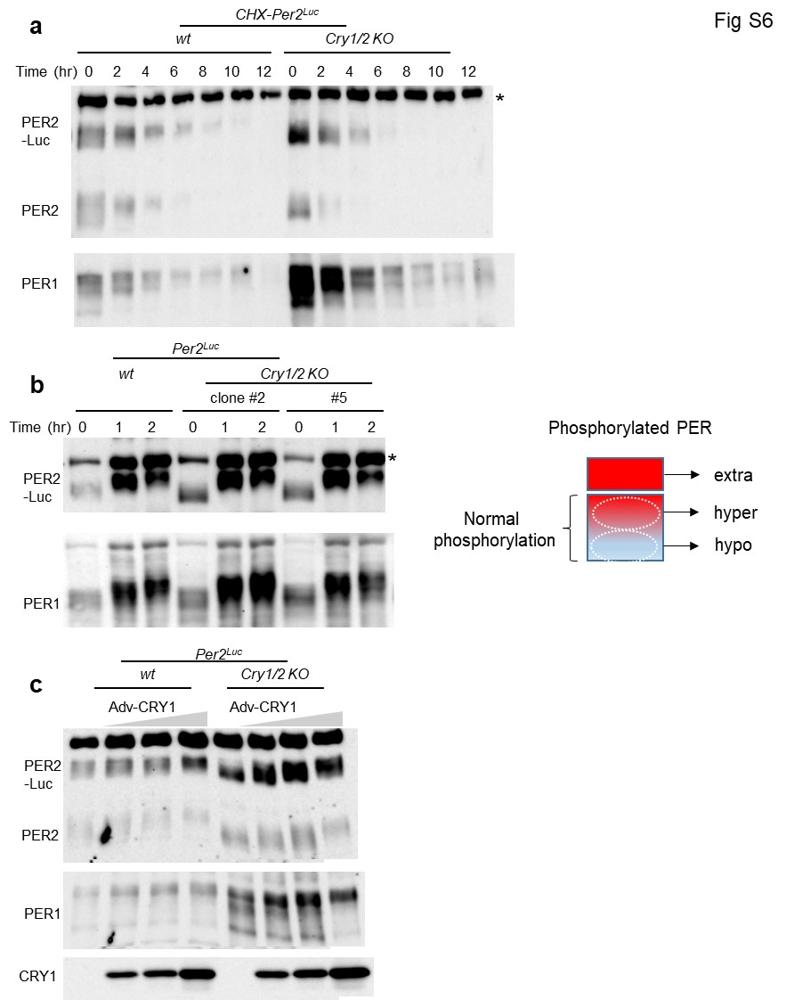 Fig S6
a
CHX-Per2Luc
wt Cry1/2 KO
Time (hr) 0 2 4 6 8 10 12 0 2 4 6 8 10 12
*
PER2
-Luc
PER2
PER1
b
Per2Luc
wt Cry1/2 KO
clone #2 #5
Time (hr) 0 1 2 0 1 2 0 1 2
*
PER2
-Luc
PER1
Phosphorylated PER
extra
Normal
phosphorylation
hyper
hypo
c
Per2Luc
wt Cry1/2 KO
Adv-CRY1 Adv-CRY1
PER2
-Luc
PER2
PER1
CRY1